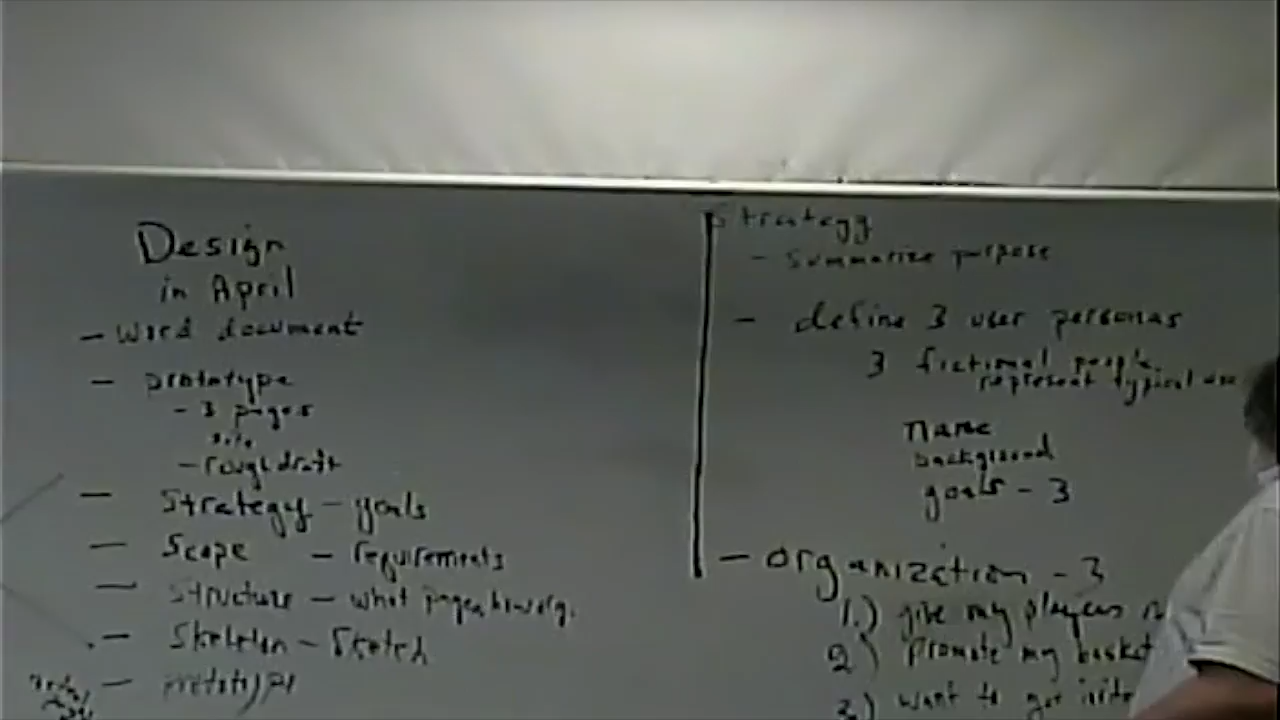 Design
in April
- Word document
- prototype
- 3 pages
- rough draft
- Strategy - goals
- Scope - requirements
- Structure - what pages, how org.
- Skeleton - Sketch
- prototype
Strategy
- Summarize purpose
- define 3 user personas
3 fictional people
represent typical
name
background
goals - 3
- organization - 3
1.) give my players
2) promote my
3.) want to get